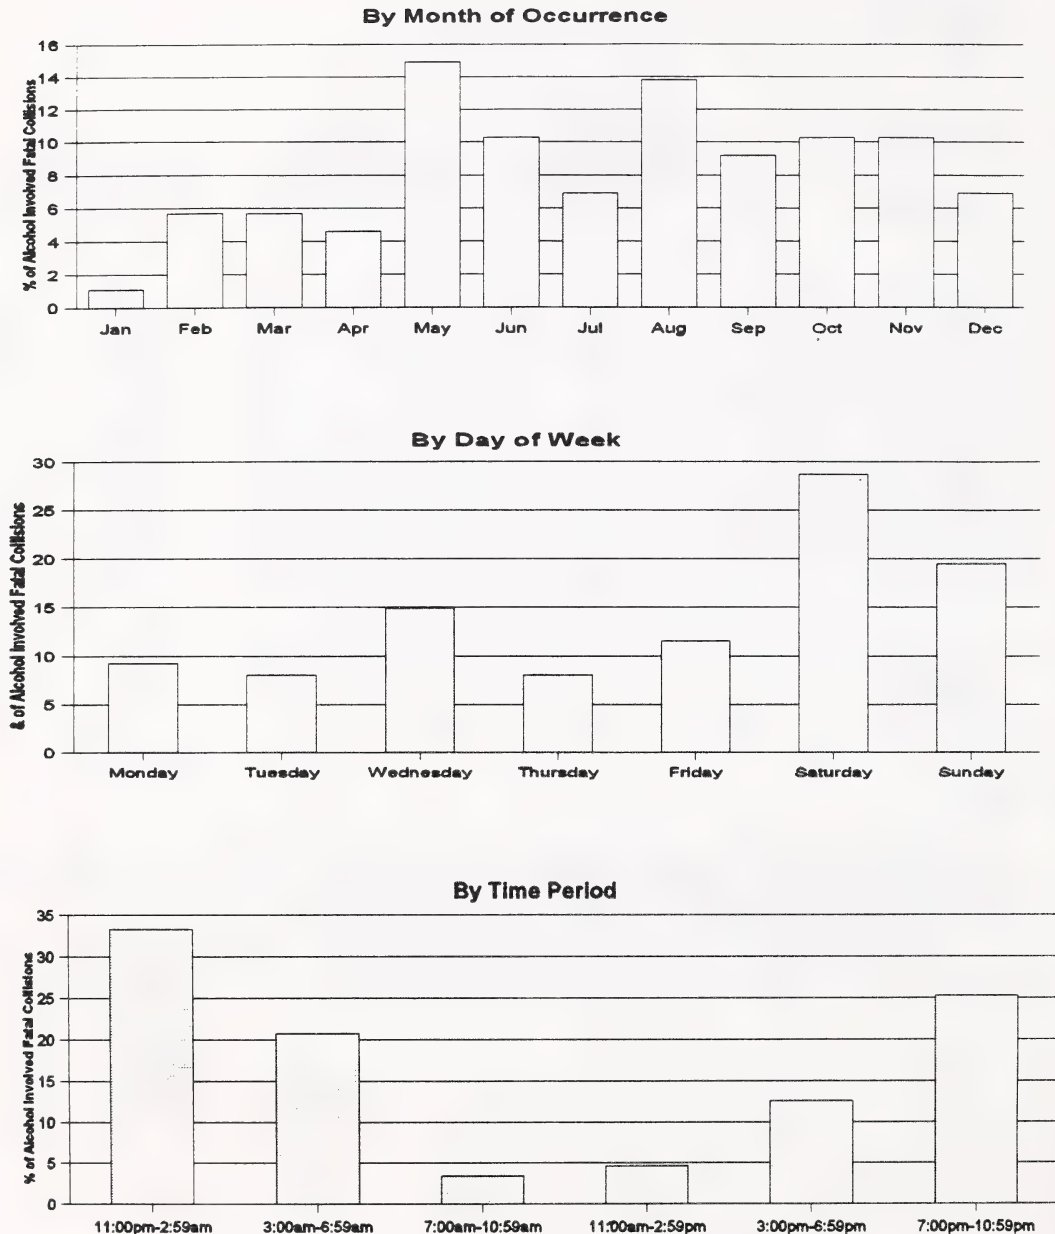 By Month of Occurrence
% of Alcohol Involved Fatal Collisions
16
14
12
10
8
6
4
2
0
Jan Feb Mar Apr May Jun Jul Aug Sep Oct Nov Dec
By Day of Week
& of Alcohol Involved Fatal Collisions
30
25
20
15
10
5
0
Monday Tuesday Wednesday Thursday Friday Saturday Sunday
By Time Period
% of Alcohol Involved Fatal Collisions
35
30
25
20
15
10
5
0
11:00pm-2:59am 3:00am-6:59am 7:00am-10:59am 11:00am-2:59pm 3:00pm-6:59pm 7:00pm-10:59pm